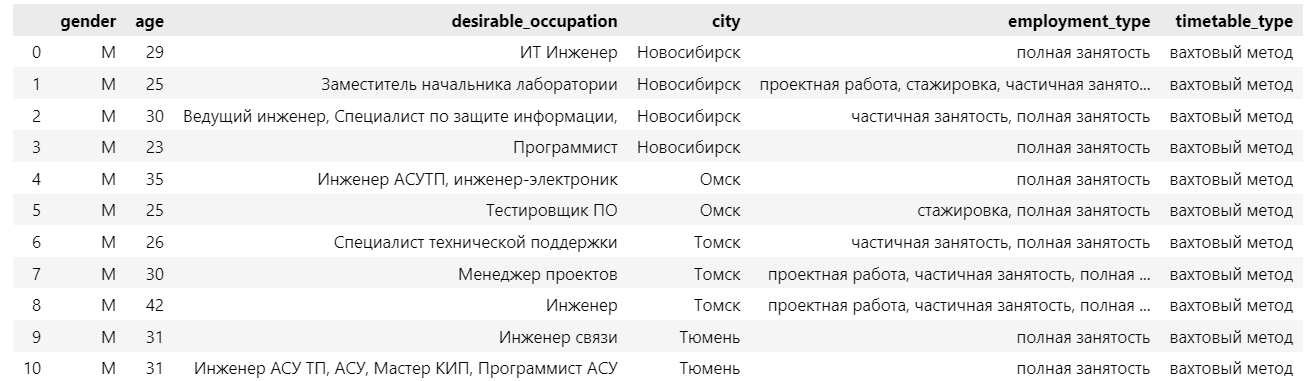 gender age desirable_occupation city employment_type timetable_type
0 М 29 ИТ Инженер Новосибирск полная занятость вахтовый метод
1 М 25 Заместитель начальника лаборатории Новосибирск проектная работа, стажировка, частичная занято... вахтовый метод
2 М 30 Ведущий инженер, Специалист по защите информации, Новосибирск частичная занятость, полная занятость вахтовый метод
3 М 23 Программист Новосибирск полная занятость вахтовый метод
4 М 35 Инженер АСУТП, инженер-электроник Омск полная занятость вахтовый метод
5 М 25 Тестировщик ПО Омск стажировка, полная занятость вахтовый метод
6 М 26 Специалист технической поддержки Томск частичная занятость, полная занятость вахтовый метод
7 М 30 Менеджер проектов Томск проектная работа, частичная занятость, полная ... вахтовый метод
8 М 42 Инженер Томск проектная работа, частичная занятость, полная ... вахтовый метод
9 М 31 Инженер связи Тюмень полная занятость вахтовый метод
10 М 31 Инженер АСУ ТП, АСУ, Мастер КИП, Программист АСУ Тюмень полная занятость вахтовый метод